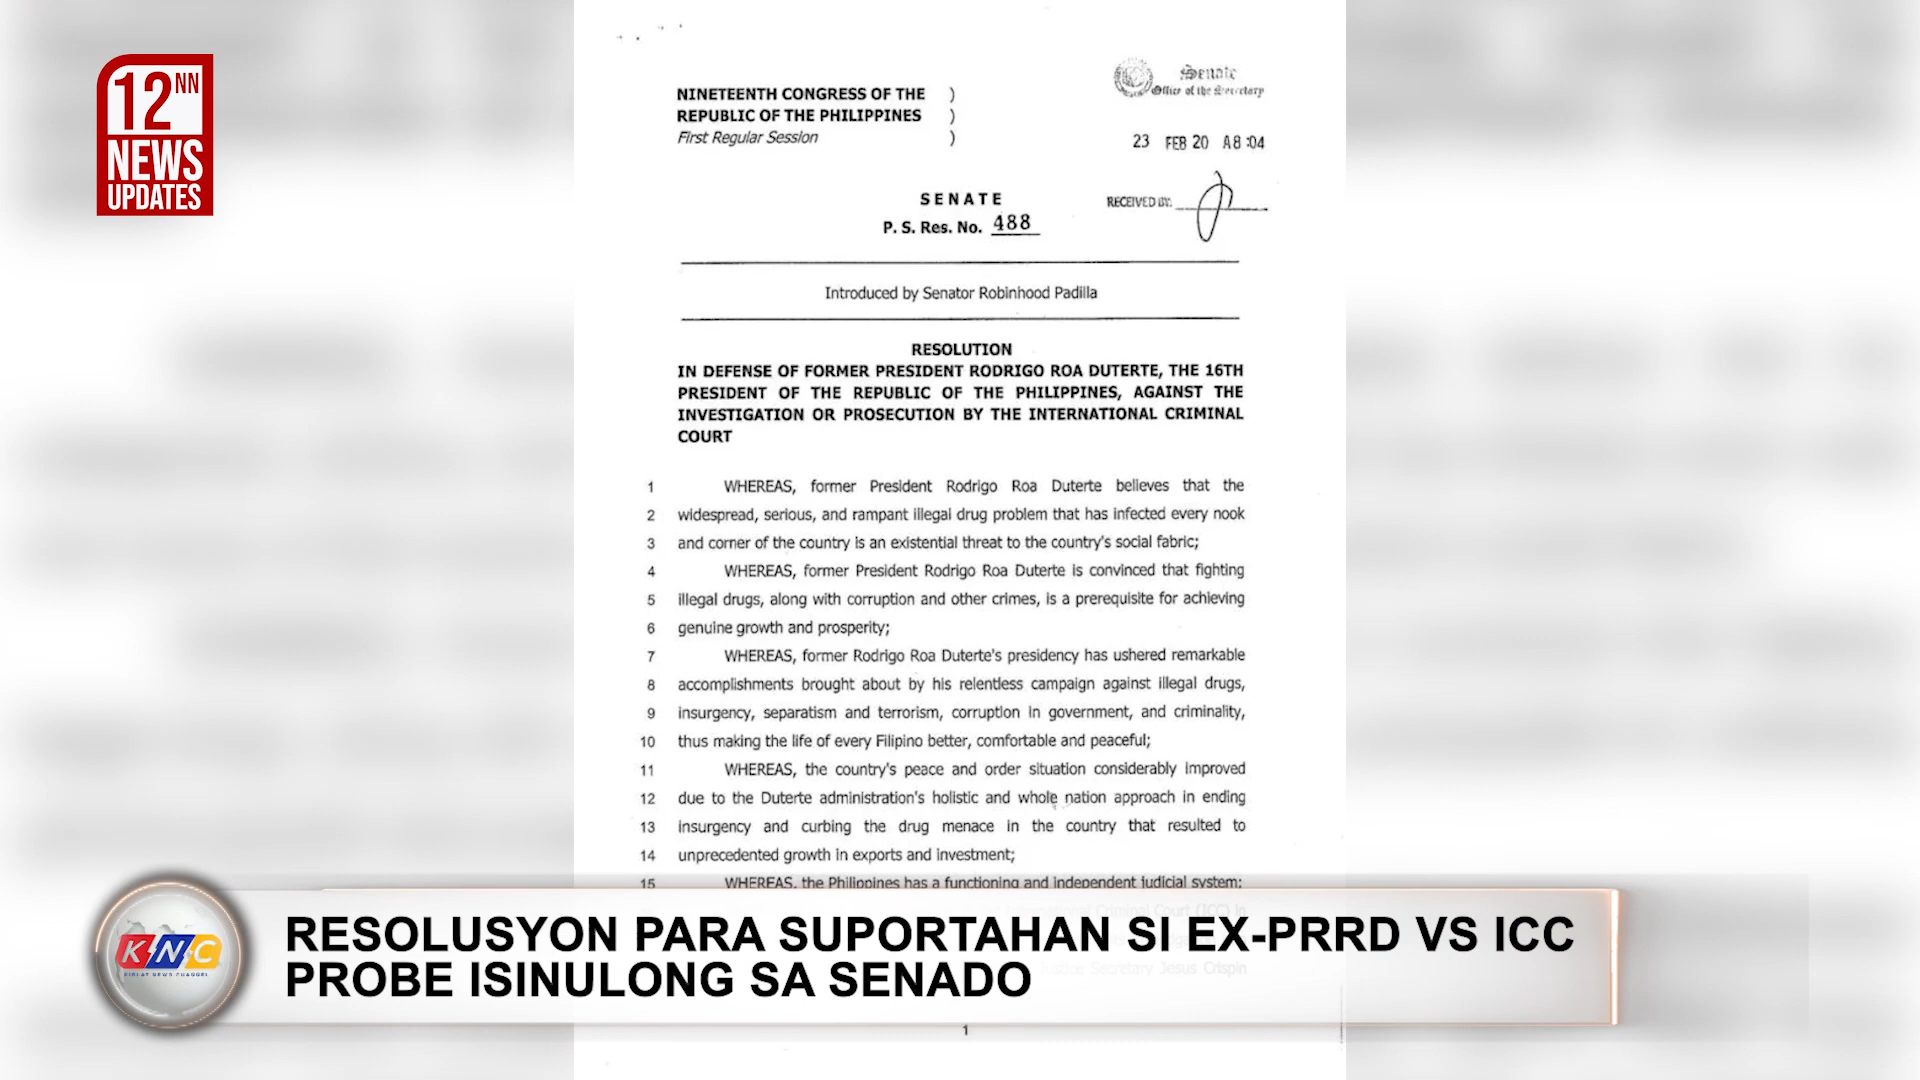 12NN
NEWS
UPDATES
NINETEENTH CONGRESS OF THE )
REPUBLIC OF THE PHILIPPINES )
First Regular Session )
Senate
Office of the Secretary
23 FEB 20 A8:04
RECEIVED BY:
SENATE
P. S. Res. No. 488
Introduced by Senator Robinhood Padilla
RESOLUTION
IN DEFENSE OF FORMER PRESIDENT RODRIGO ROA DUTERTE, THE 16TH
PRESIDENT OF THE REPUBLIC OF THE PHILIPPINES, AGAINST THE
INVESTIGATION OR PROSECUTION BY THE INTERNATIONAL CRIMINAL
COURT
1 WHEREAS, former President Rodrigo Roa Duterte believes that the
2 widespread, serious, and rampant illegal drug problem that has infected every nook
3 and corner of the country is an existential threat to the country's social fabric;
4 WHEREAS, former President Rodrigo Roa Duterte is convinced that fighting
5 illegal drugs, along with corruption and other crimes, is a prerequisite for achieving
6 genuine growth and prosperity;
7 WHEREAS, former Rodrigo Roa Duterte's presidency has ushered remarkable
8 accomplishments brought about by his relentless campaign against illegal drugs,
9 insurgency, separatism and terrorism, corruption in government, and criminality,
10 thus making the life of every Filipino better, comfortable and peaceful;
11 WHEREAS, the country's peace and order situation considerably improved
12 due to the Duterte administration's holistic and whole nation approach in ending
13 insurgency and curbing the drug menace in the country that resulted to
14 unprecedented growth in exports and investment;
15 WHEREAS, the Philippines has a functioning and independent judicial system;
Criminal Court (ICC) in
Justice Secretary Jesus Crispin
KNC
RESOLUSYON PARA SUPORTAHAN SI EX-PRRD VS ICC
PROBE ISINULONG SA SENADO
1